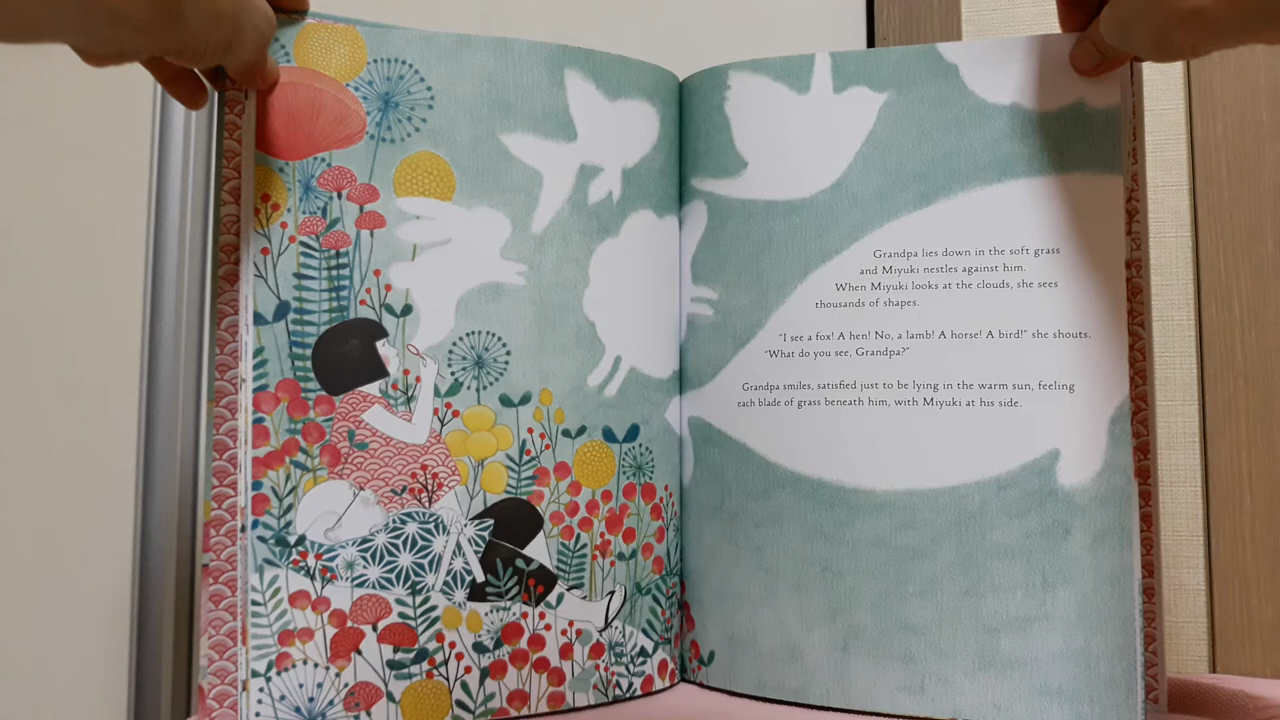 Grandpa lies down in the soft grass
and Miyuki nestles against him.
When Miyuki looks at the clouds, she sees
thousands of shapes.
“I see a fox! A hen! No, a lamb! A horse! A bird!” she shouts.
“What do you see, Grandpa?”
Grandpa smiles, satisfied just to be lying in the warm sun, feeling
each blade of grass beneath him, with Miyuki at his side.